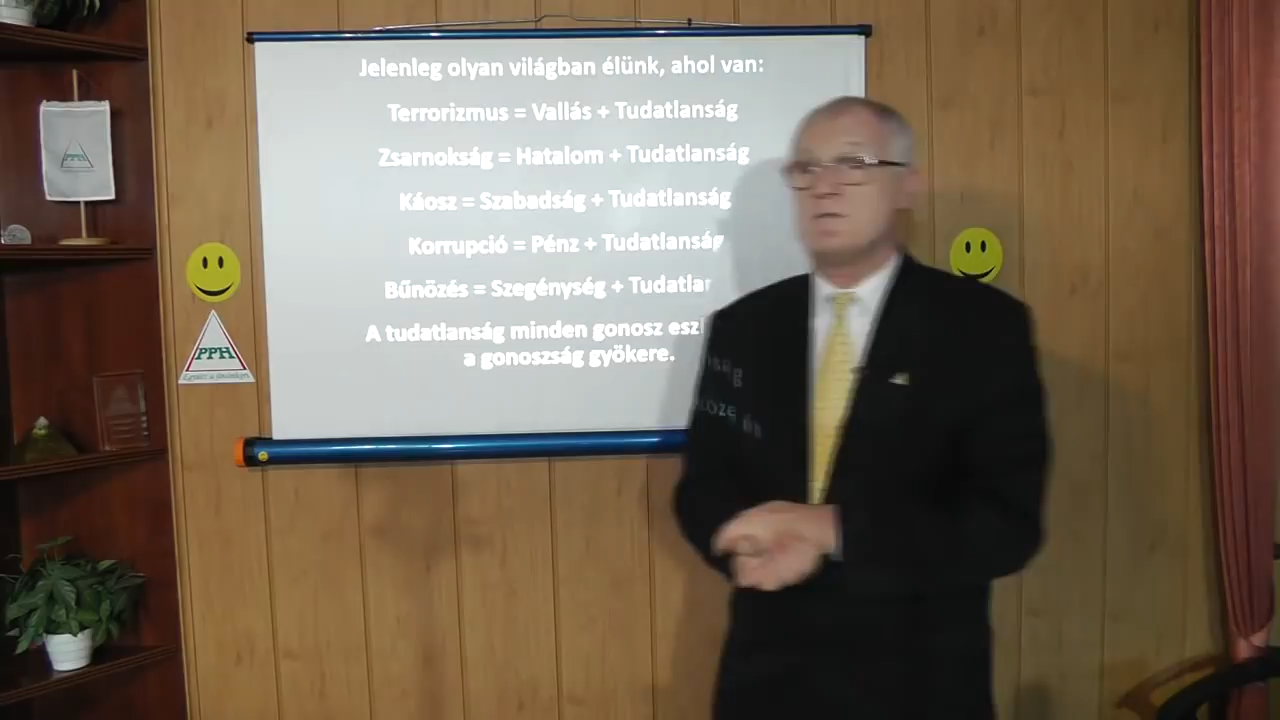 Jelenleg olyan világban élünk, ahol van:
Terrorizmus = Vallás + Tudatlanság
Zsarnokság = Hatalom + Tudatlanság
Káosz = Szabadság + Tudatlanság
Korrupció = Pénz + Tudatlanság
Bűnözés = Szegénység +
A tudatlanság minden gonosz
a gonoszság gyökere.
PPH
PPH